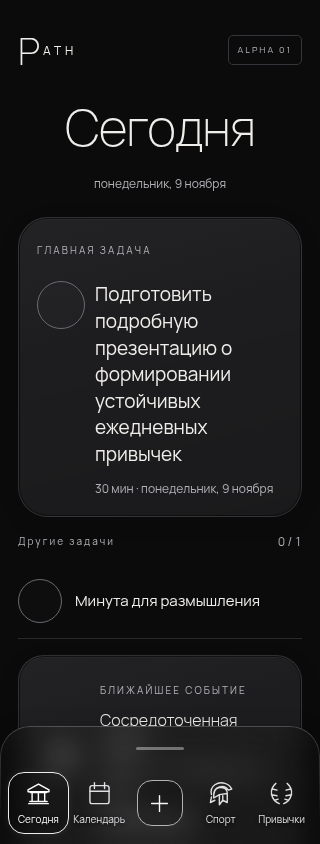 PATH
ALPHA 01
Сегодня
понедельник, 9 ноября
ГЛАВНАЯ ЗАДАЧА
Подготовить
подробную
презентацию о
формировании
устойчивых
ежедневных
привычек
30 мин · понедельник, 9 ноября
Другие задачи
0 / 1
Минута для размышления
БЛИЖАЙШЕЕ СОБЫТИЕ
Сосредоточенная
Сегодня
Календарь
Спорт
Привычки